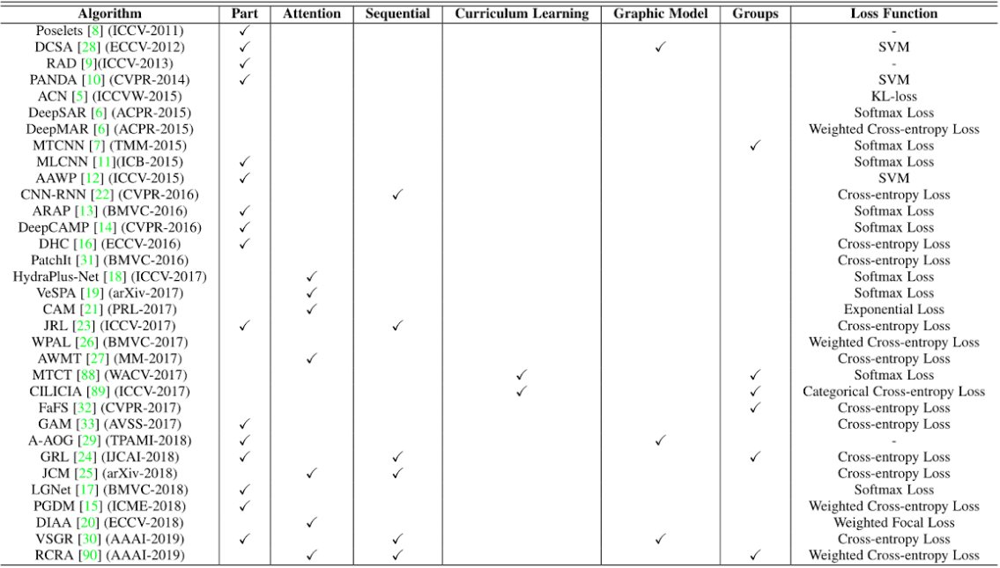 Algorithm Part Attention Sequential Curriculum Learning Graphic Model Groups Loss Function
Poselets [8] (ICCV-2011) ✓ -
DCSA [28] (ECCV-2012) ✓ ✓ SVM
RAD [9](ICCV-2013) ✓ -
PANDA [10] (CVPR-2014) ✓ SVM
ACN [5] (ICCVW-2015) KL-loss
DeepSAR [6] (ACPR-2015) Softmax Loss
DeepMAR [6] (ACPR-2015) Weighted Cross-entropy Loss
MTCNN [7] (TMM-2015) ✓ Softmax Loss
MLCNN [11](ICB-2015) ✓ Softmax Loss
AAWP [12] (ICCV-2015) ✓ SVM
CNN-RNN [22] (CVPR-2016) ✓ Cross-entropy Loss
ARAP [13] (BMVC-2016) ✓ Softmax Loss
DeepCAMP [14] (CVPR-2016) ✓ Softmax Loss
DHC [16] (ECCV-2016) ✓ Cross-entropy Loss
PatchIt [31] (BMVC-2016) Cross-entropy Loss
HydraPlus-Net [18] (ICCV-2017) ✓ Softmax Loss
VeSPA [19] (arXiv-2017) ✓ Softmax Loss
CAM [21] (PRL-2017) ✓ Exponential Loss
JRL [23] (ICCV-2017) ✓ ✓ Cross-entropy Loss
WPAL [26] (BMVC-2017) Weighted Cross-entropy Loss
AWMT [27] (MM-2017) ✓ Cross-entropy Loss
MTCT [88] (WACV-2017) ✓ ✓ Softmax Loss
CILICIA [89] (ICCV-2017) ✓ ✓ Categorical Cross-entropy Loss
FaFS [32] (CVPR-2017) ✓ Cross-entropy Loss
GAM [33] (AVSS-2017) ✓ Cross-entropy Loss
A-AOG [29] (TPAMI-2018) ✓ ✓ -
GRL [24] (IJCAI-2018) ✓ ✓ ✓ Cross-entropy Loss
JCM [25] (arXiv-2018) ✓ ✓ Cross-entropy Loss
LGNet [17] (BMVC-2018) ✓ Softmax Loss
PGDM [15] (ICME-2018) ✓ Weighted Cross-entropy Loss
DIAA [20] (ECCV-2018) ✓ Weighted Focal Loss
VSGR [30] (AAAI-2019) ✓ ✓ ✓ Cross-entropy Loss
RCRA [90] (AAAI-2019) ✓ ✓ ✓ Weighted Cross-entropy Loss